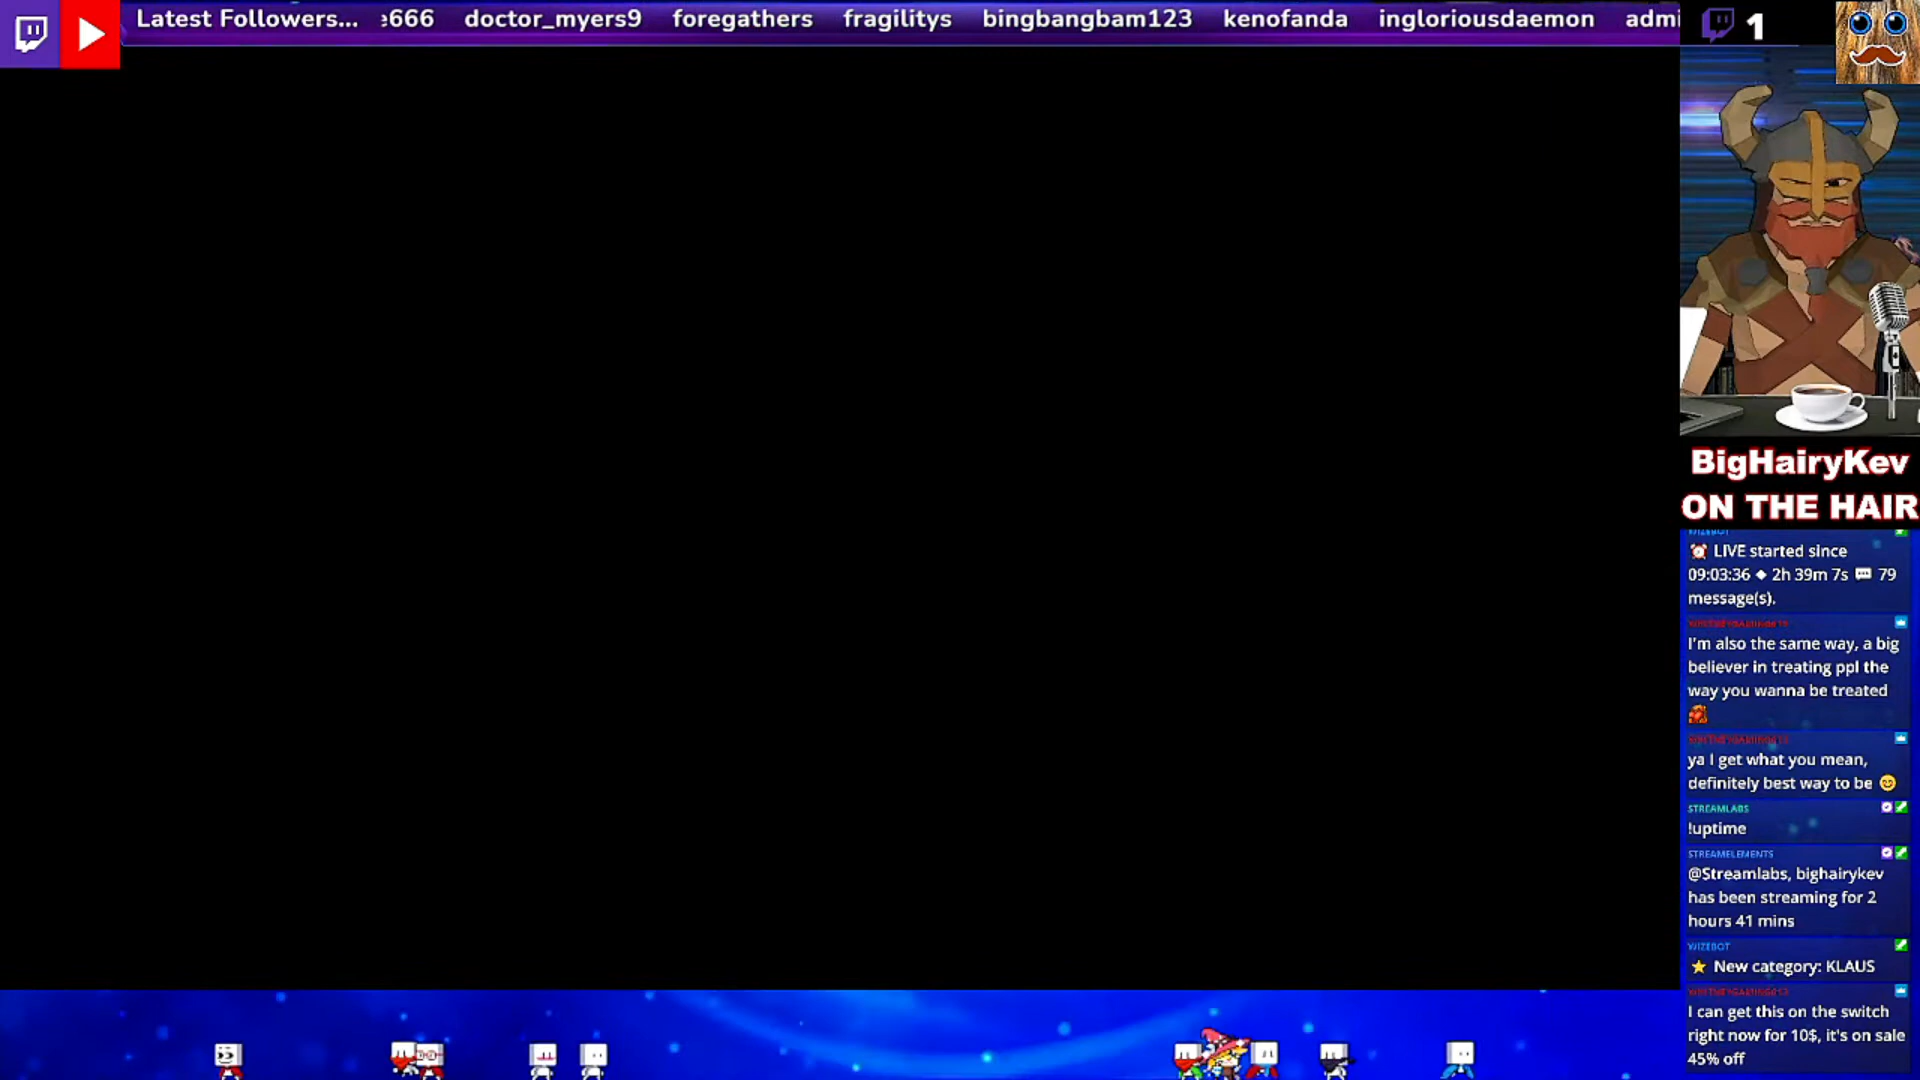 Latest Followers... e666 doctor_myers9 foregathers fragilitys bingbangbam123 kenofanda ingloriousdaemon admi
1
BigHairyKev
ON THE HAIR
WIZEBOT
LIVE started since
09:03:36 ◆ 2h 39m 7s 79
message(s).
I'm also the same way, a big
believer in treating ppl the
way you wanna be treated
ya I get what you mean,
definitely best way to be 😊
STREAMLABS
!uptime
STREAMELEMENTS
@Streamlabs, bighairykev
has been streaming for 2
hours 41 mins
WIZEBOT
⭐ New category: KLAUS
I can get this on the switch
right now for 10$, it's on sale
45% off